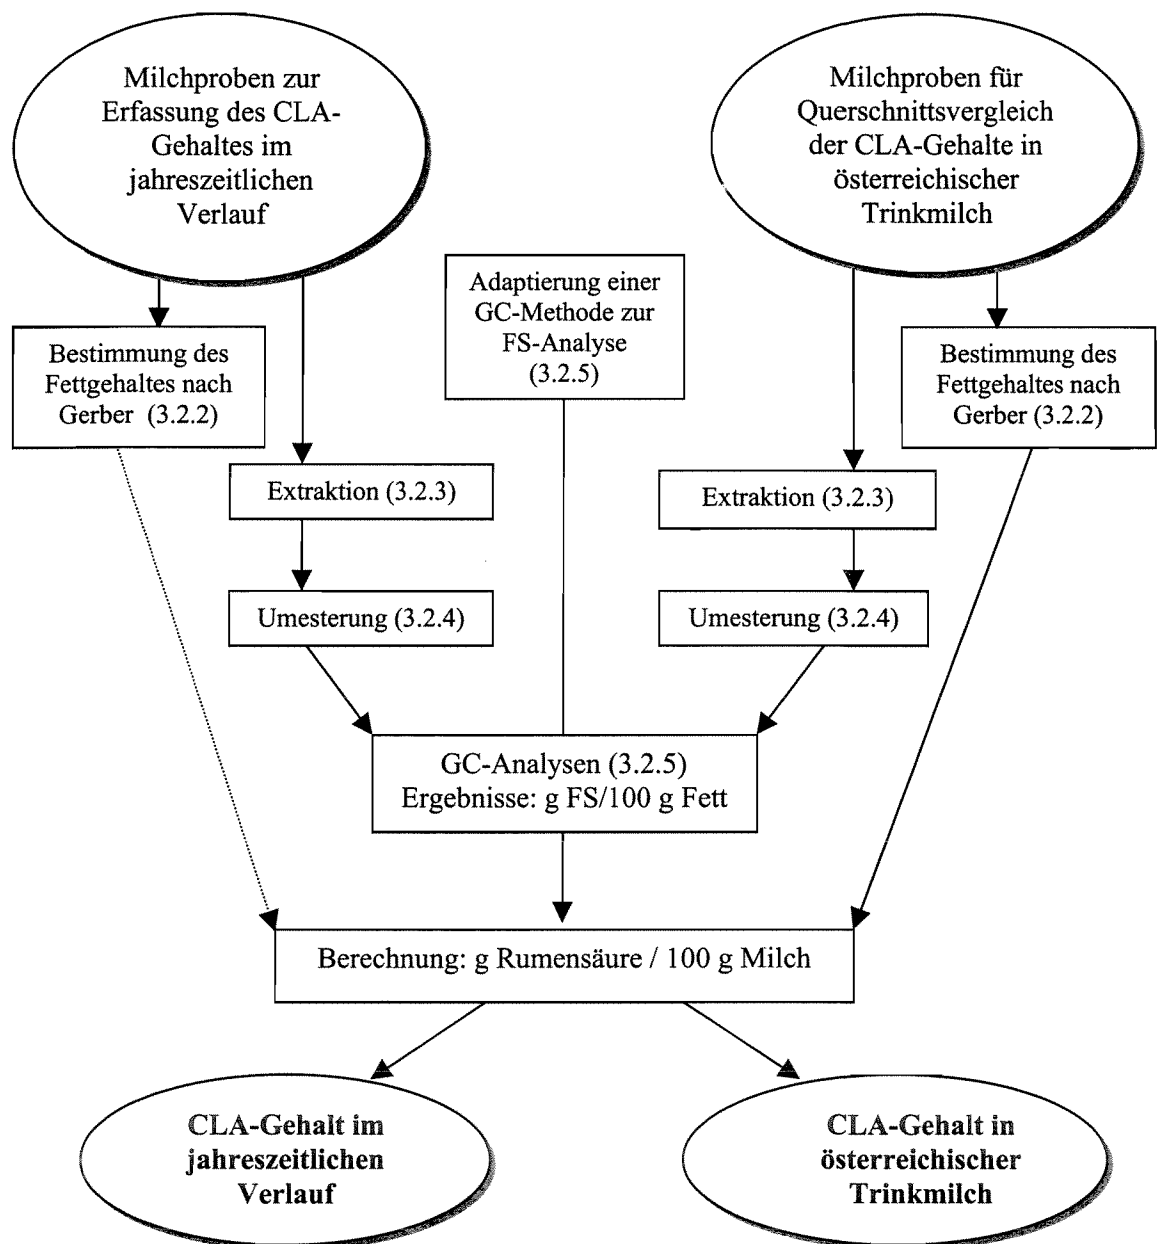 Milchproben zur
Erfassung des CLA-
Gehaltes im
jahreszeitlichen
Verlauf
Milchproben für
Querschnittsvergleich
der CLA-Gehalte in
österreichischer
Trinkmilch
Adaptierung einer
GC-Methode zur
FS-Analyse
(3.2.5)
Bestimmung des
Fettgehaltes nach
Gerber (3.2.2)
Bestimmung des
Fettgehaltes nach
Gerber (3.2.2)
Extraktion (3.2.3)
Extraktion (3.2.3)
Umesterung (3.2.4)
Umesterung (3.2.4)
GC-Analysen (3.2.5)
Ergebnisse: g FS/100 g Fett
Berechnung: g Rumensäure / 100 g Milch
CLA-Gehalt im
jahreszeitlichen
Verlauf
CLA-Gehalt in
österreichischer
Trinkmilch